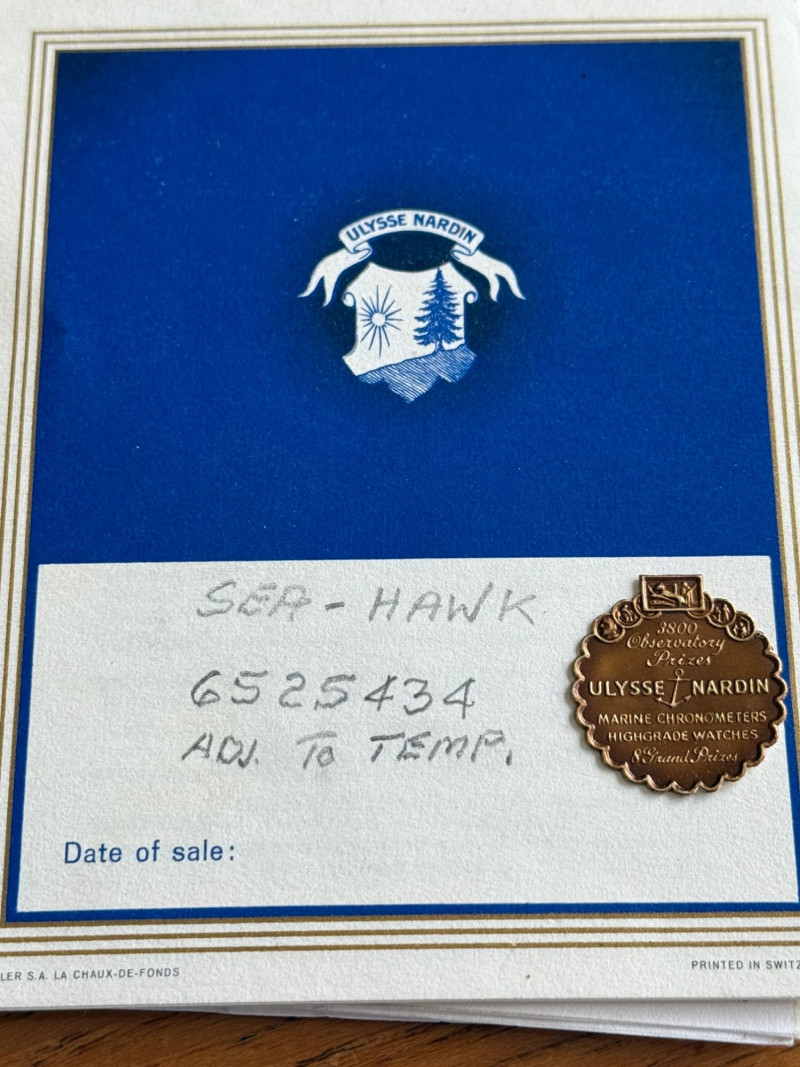 ULYSSE NARDIN
SEA-HAWK
6525434
ADJ. To TEMP.
3800
Observatory
Prizes
ULYSSE NARDIN
MARINE CHRONOMETERS
HIGHGRADE WATCHES
8 Grand Prizes
Date of sale:
LER S.A. LA CHAUX-DE-FONDS
PRINTED IN SWITZ